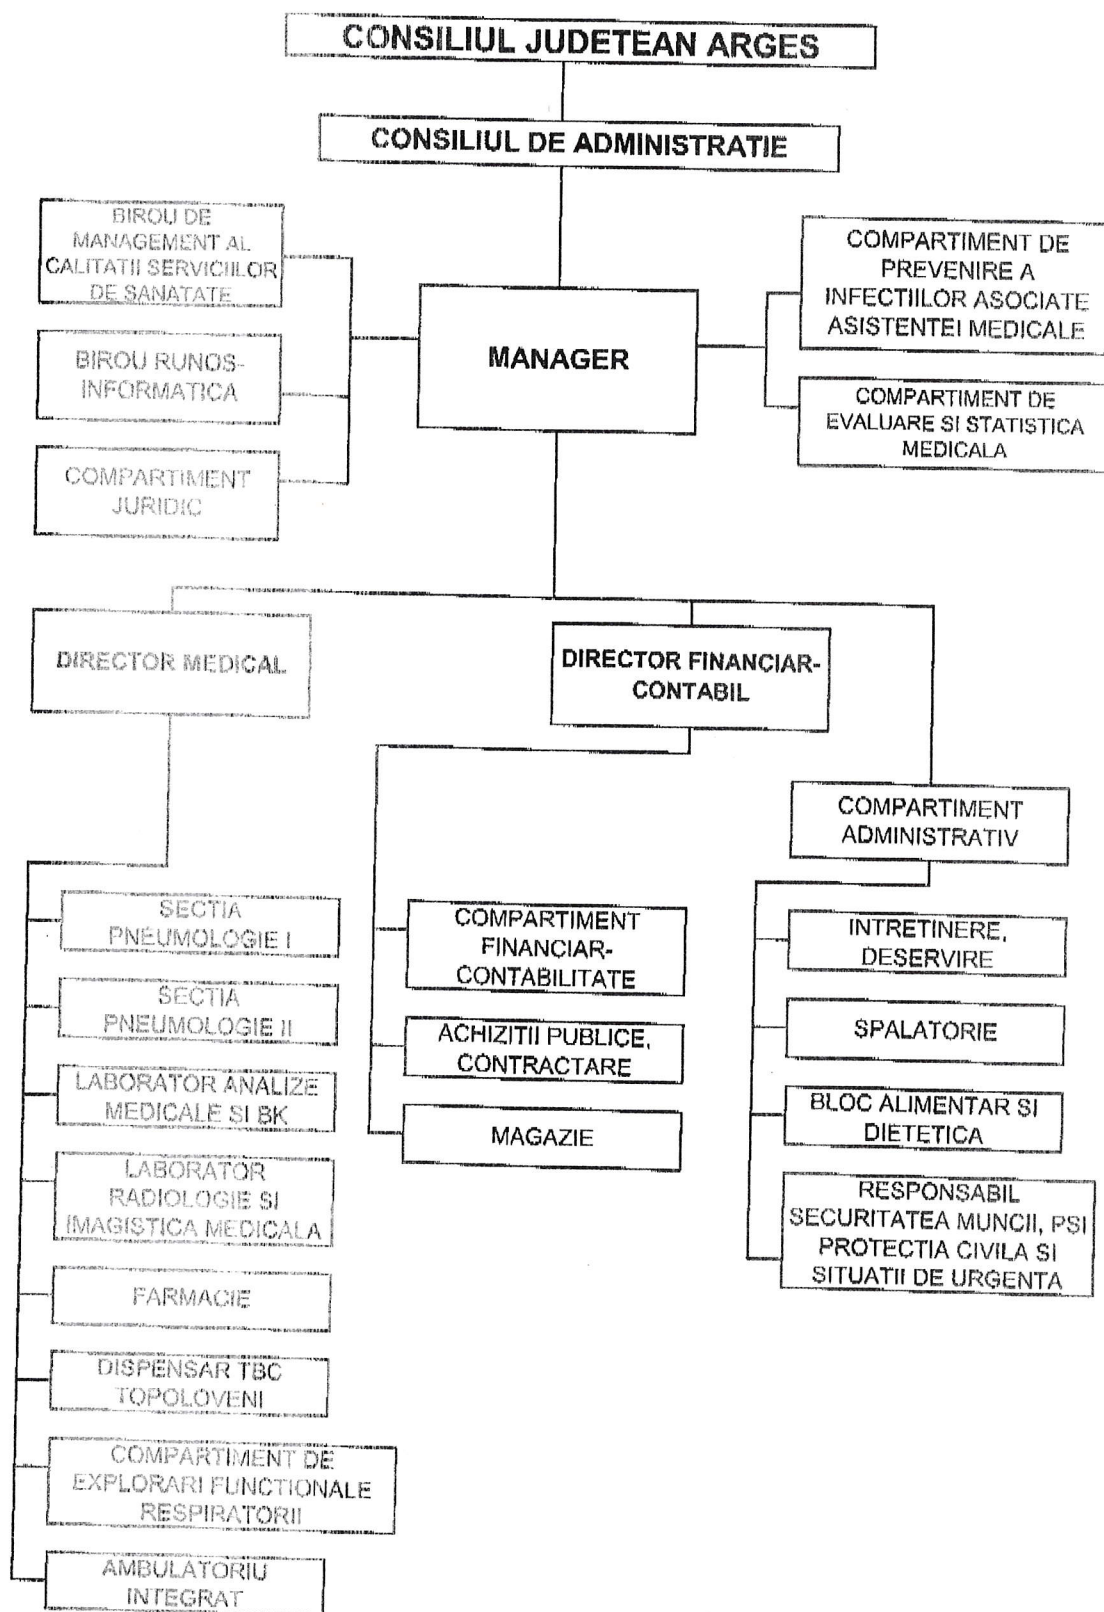 CONSILIUL JUDETEAN ARGES
CONSILIUL DE ADMINISTRATIE
BIROU DE
MANAGEMENT AL
CALITATII SERVICIILOR
DE SANATATE
BIROU RUNOS-
INFORMATICA
COMPARTIMENT
JURIDIC
MANAGER
COMPARTIMENT DE
PREVENIRE A
INFECTIILOR ASOCIATE
ASISTENTEI MEDICALE
COMPARTIMENT DE
EVALUARE SI STATISTICA
MEDICALA
DIRECTOR MEDICAL
DIRECTOR FINANCIAR-
CONTABIL
COMPARTIMENT
ADMINISTRATIV
SECTIA
PNEUMOLOGIE I
SECTIA
PNEUMOLOGIE II
LABORATOR ANALIZE
MEDICALE SI BK
LABORATOR
RADIOLOGIE SI
IMAGISTICA MEDICALA
FARMACIE
DISPENSAR TBC
TOPOLOVENI
COMPARTIMENT DE
EXPLORARI FUNCTIONALE
RESPIRATORII
AMBULATORIU
INTEGRAT
COMPARTIMENT
FINANCIAR-
CONTABILITATE
ACHIZITII PUBLICE,
CONTRACTARE
MAGAZIE
INTRETINERE,
DESERVIRE
SPALATORIE
BLOC ALIMENTAR SI
DIETETICA
RESPONSABIL
SECURITATEA MUNCII, PSI
PROTECTIA CIVILA SI
SITUATII DE URGENTA